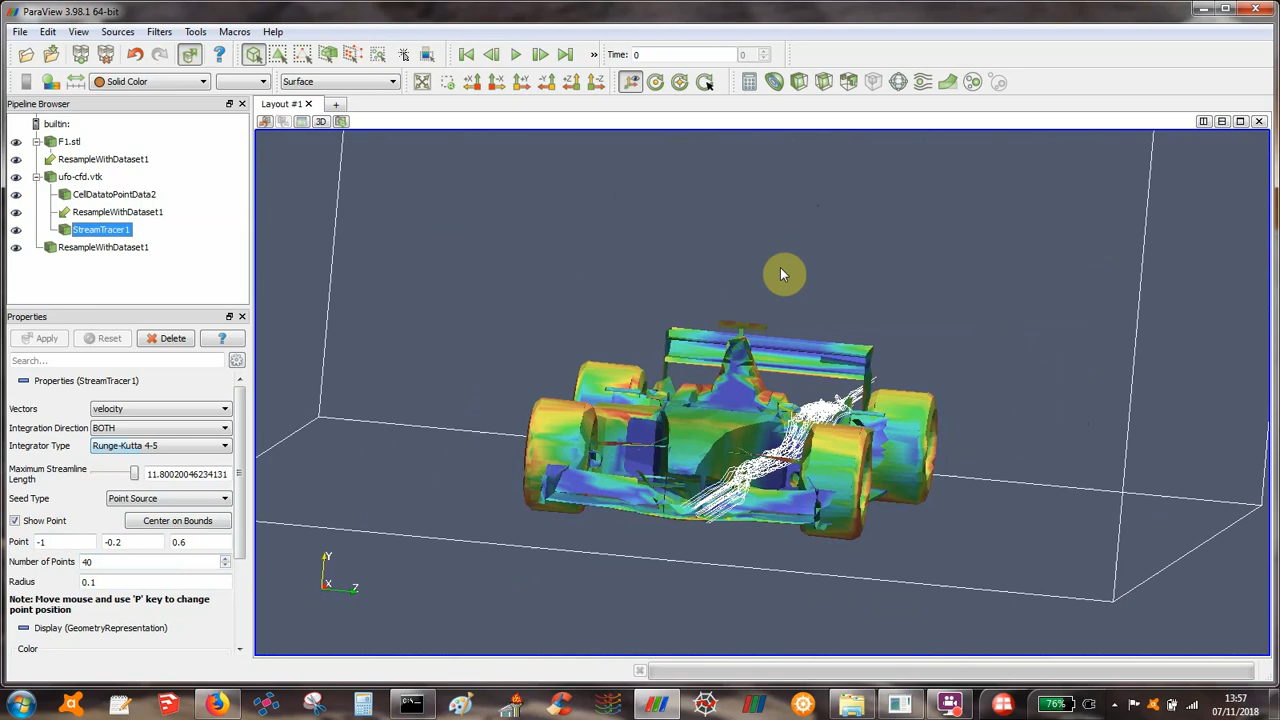 ParaView 3.98.1 64-bit
File Edit View Sources Filters Tools Macros Help
Time: 0 0
Solid Color Surface
Pipeline Browser Layout #1
3D
builtin:
F1.stl
ResampleWithDataset1
ufo-cfd.vtk
CellDatatoPointData2
ResampleWithDataset1
StreamTracer1
ResampleWithDataset1
Properties
Apply Reset Delete ?
Search...
Properties (StreamTracer1)
Vectors velocity
Integration Direction BOTH
Integrator Type Runge-Kutta 4-5
Maximum Streamline Length 11.80020046234131
Seed Type Point Source
Show Point Center on Bounds
Point -1 -0.2 0.6
Number of Points 40
Radius 0.1
Note: Move mouse and use 'P' key to change
point position
Display (GeometryRepresentation)
Color
Y
X
Z
76%
13:57
07/11/2018